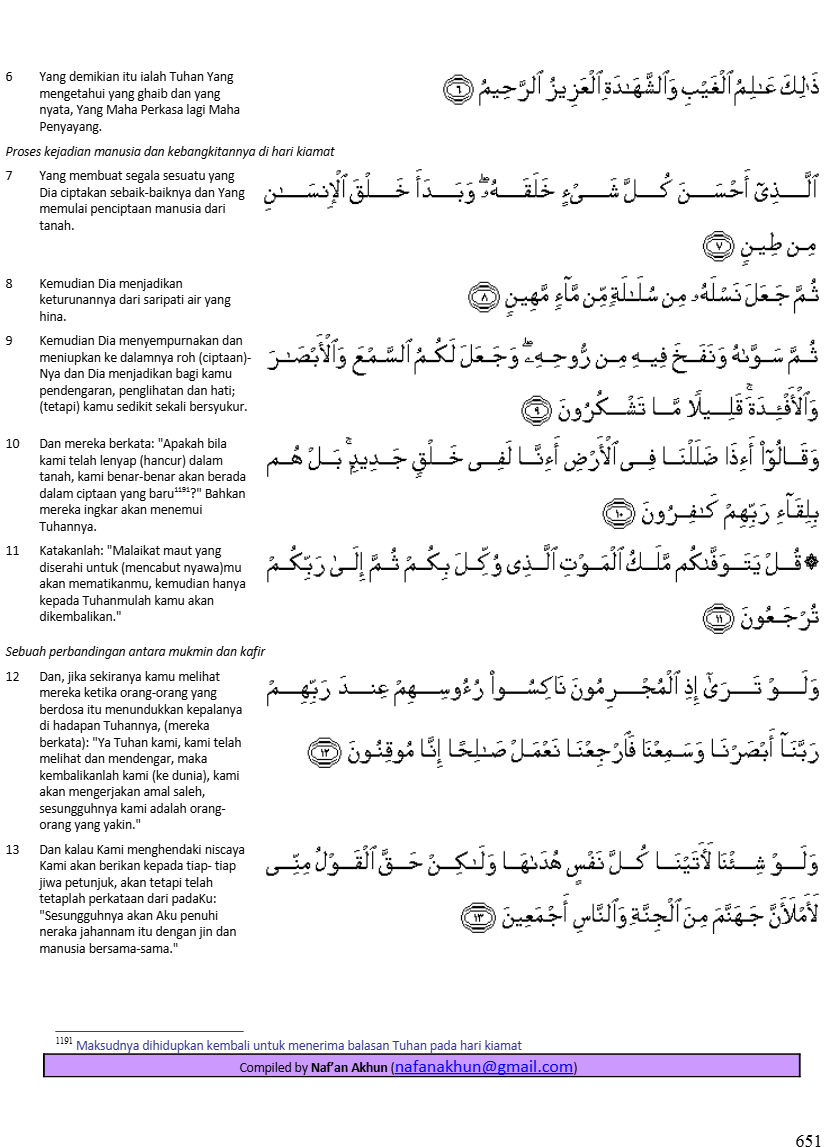 6 Yang demikian itu ialah Tuhan Yang
mengetahui yang ghaib dan yang
nyata, Yang Maha Perkasa lagi Maha
Penyayang.
ذَٰلِكَ عَـٰلِمُ ٱلْغَيْبِ وَٱلشَّهَـٰدَةِ ٱلْعَزِيزُ ٱلرَّحِيمُ ٦
Proses kejadian manusia dan kebangkitannya di hari kiamat
7 Yang membuat segala sesuatu yang
Dia ciptakan sebaik-baiknya dan Yang
memulai penciptaan manusia dari
tanah.
ٱلَّذِىٓ أَحْسَنَ كُلَّ شَىْءٍ خَلَقَهُۥ ۖ وَبَدَأَ خَلْقَ ٱلْإِنسَـٰنِ
مِن طِينٍ ٧
8 Kemudian Dia menjadikan
keturunannya dari saripati air yang
hina.
ثُمَّ جَعَلَ نَسْلَهُۥ مِن سُلَـٰلَةٍ مِّن مَّآءٍ مَّهِينٍ ٨
9 Kemudian Dia menyempurnakan dan
meniupkan ke dalamnya roh (ciptaan)-
Nya dan Dia menjadikan bagi kamu
pendengaran, penglihatan dan hati;
(tetapi) kamu sedikit sekali bersyukur.
ثُمَّ سَوَّىٰهُ وَنَفَخَ فِيهِ مِن رُّوحِهِۦ ۖ وَجَعَلَ لَكُمُ ٱلسَّمْعَ وَٱلْأَبْصَـٰرَ
وَٱلْأَفْـِٔدَةَ ۚ قَلِيلًا مَّا تَشْكُرُونَ ٩
10 Dan mereka berkata: "Apakah bila
kami telah lenyap (hancur) dalam
tanah, kami benar-benar akan berada
dalam ciptaan yang baru¹¹⁹¹?" Bahkan
mereka ingkar akan menemui
Tuhannya.
وَقَالُوٓا۟ أَءِذَا ضَلَلْنَا فِى ٱلْأَرْضِ أَءِنَّا لَفِى خَلْقٍ جَدِيدٍۭ ۚ بَلْ هُم
بِلِقَآءِ رَبِّهِمْ كَـٰفِرُونَ ١٠
11 Katakanlah: "Malaikat maut yang
diserahi untuk (mencabut nyawa)mu
akan mematikanmu, kemudian hanya
kepada Tuhanmulah kamu akan
dikembalikan."
۞ قُلْ يَتَوَفَّىٰكُم مَّلَكُ ٱلْمَوْتِ ٱلَّذِى وُكِّلَ بِكُمْ ثُمَّ إِلَىٰ رَبِّكُمْ
تُرْجَعُونَ ١١
Sebuah perbandingan antara mukmin dan kafir
12 Dan, jika sekiranya kamu melihat
mereka ketika orang-orang yang
berdosa itu menundukkan kepalanya
di hadapan Tuhannya, (mereka
berkata): "Ya Tuhan kami, kami telah
melihat dan mendengar, maka
kembalikanlah kami (ke dunia), kami
akan mengerjakan amal saleh,
sesungguhnya kami adalah orang-
orang yang yakin."
وَلَوْ تَرَىٰٓ إِذِ ٱلْمُجْرِمُونَ نَاكِسُوا۟ رُءُوسِهِمْ عِندَ رَبِّهِمْ
رَبَّنَآ أَبْصَرْنَا وَسَمِعْنَا فَٱرْجِعْنَا نَعْمَلْ صَـٰلِحًا إِنَّا مُوقِنُونَ ١٢
13 Dan kalau Kami menghendaki niscaya
Kami akan berikan kepada tiap- tiap
jiwa petunjuk, akan tetapi telah
tetaplah perkataan dari padaKu:
"Sesungguhnya akan Aku penuhi
neraka jahannam itu dengan jin dan
manusia bersama-sama."
وَلَوْ شِئْنَا لَـَٔاتَيْنَا كُلَّ نَفْسٍ هُدَىٰهَا وَلَـٰكِنْ حَقَّ ٱلْقَوْلُ مِنِّى
لَأَمْلَأَنَّ جَهَنَّمَ مِنَ ٱلْجِنَّةِ وَٱلنَّاسِ أَجْمَعِينَ ١٣
¹¹⁹¹ Maksudnya dihidupkan kembali untuk menerima balasan Tuhan pada hari kiamat
Compiled by Naf’an Akhun (nafanakhun@gmail.com)
651